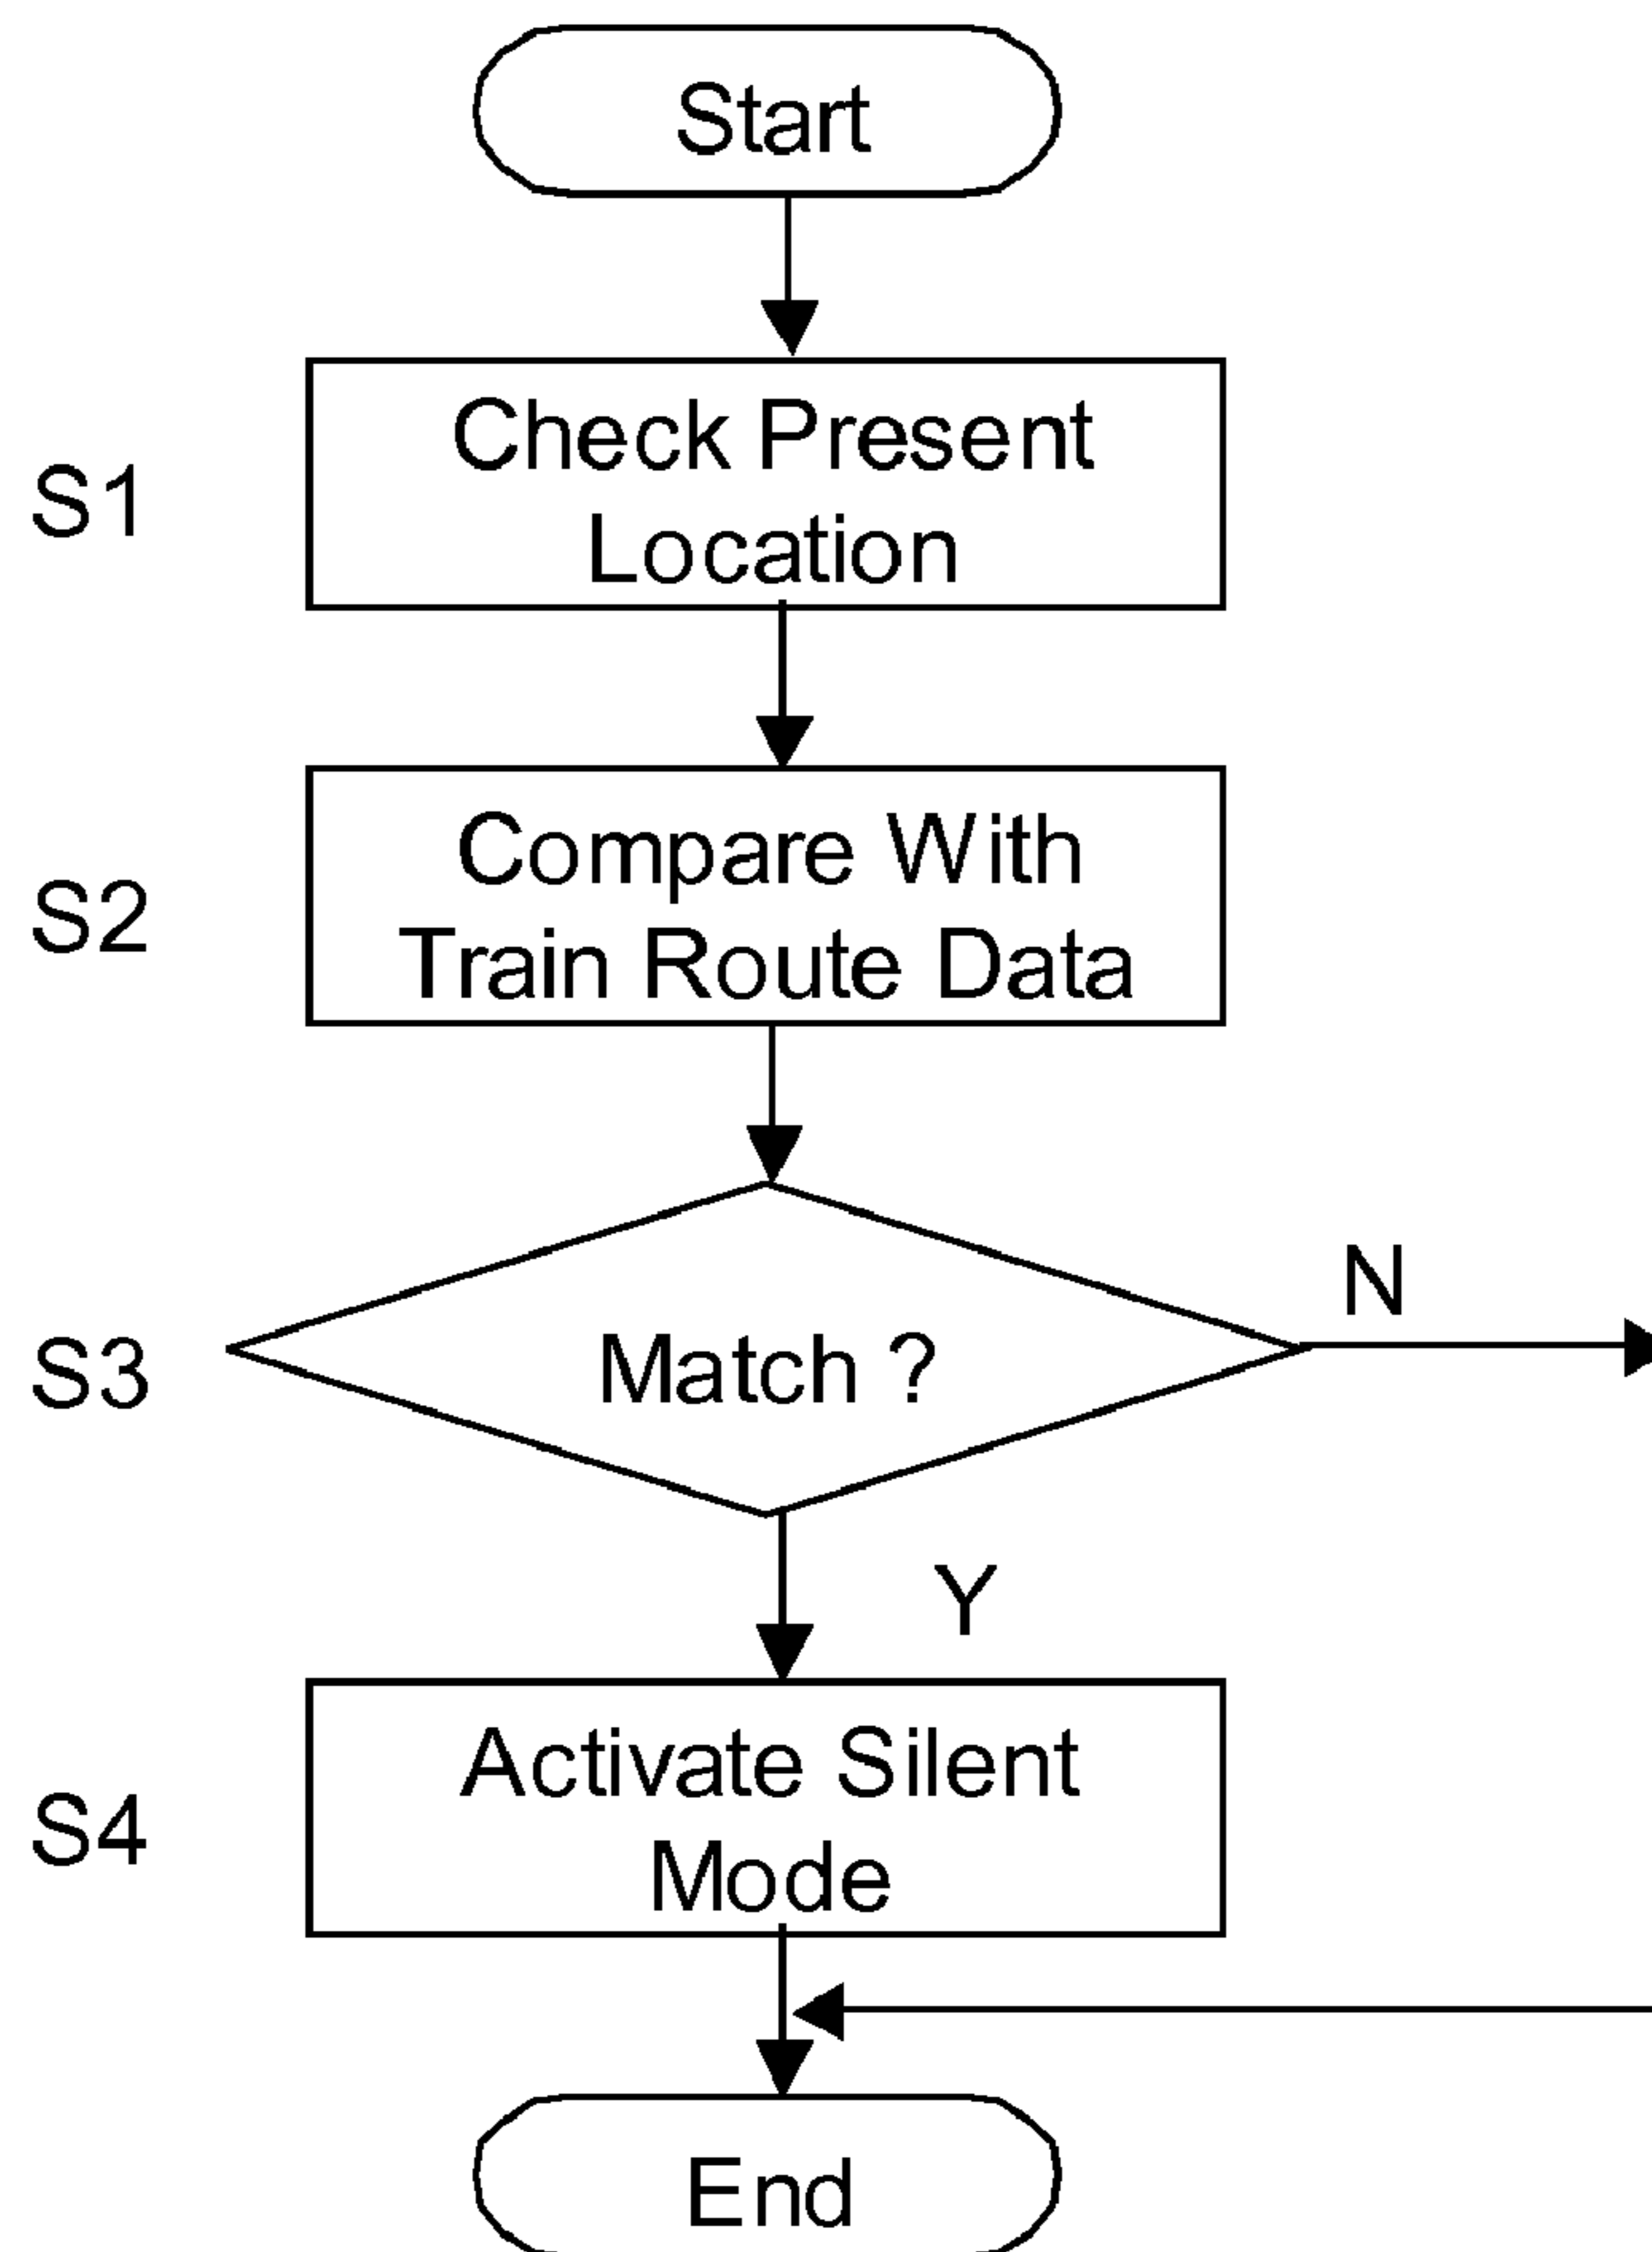 Start
S1
Check Present
Location
S2
Compare With
Train Route Data
S3
Match ?
N
Y
S4
Activate Silent
Mode
End